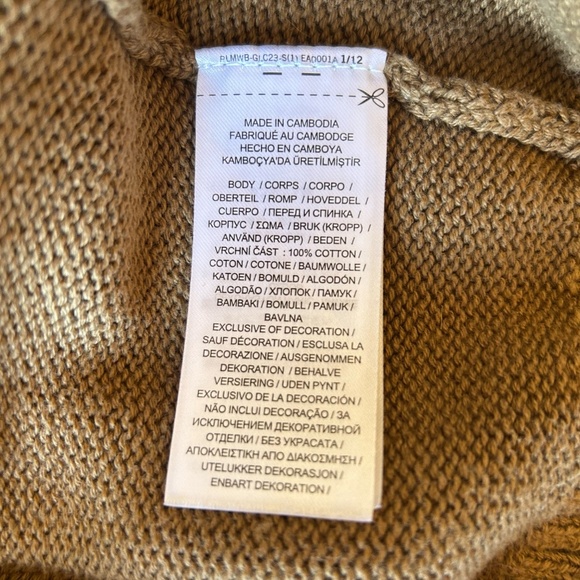 RLMWB-GLC23-S(1) EA0001A 1/12
MADE IN CAMBODIA
FABRIQUÉ AU CAMBODGE
HECHO EN CAMBOYA
KAMBOÇYA'DA ÜRETİLMİŞTİR
BODY / CORPS / CORPO /
OBERTEIL / ROMP / HOVEDDEL /
CUERPO / ПЕРЕД И СПИНКА /
КОРПУС / ΣΩΜΑ / BRUK (KROPP) /
ANVÄND (KROPP) / BEDEN /
VRCHNÍ ČÁST : 100% COTTON /
COTON / COTONE / BAUMWOLLE /
KATOEN / BOMULD / ALGODÓN /
ALGODÃO / ХЛОПОК / ПАМУК /
ΒΑΜΒΑΚΙ / BOMULL / PAMUK /
BAVLNA
EXCLUSIVE OF DECORATION /
SAUF DÉCORATION / ESCLUSA LA
DECORAZIONE / AUSGENOMMEN
DEKORATION / BEHALVE
VERSIERING / UDEN PYNT /
EXCLUSIVO DE LA DECORACIÓN /
NÃO INCLUI DECORAÇÃO / ЗА
ИСКЛЮЧЕНИЕМ ДЕКОРАТИВНОЙ
ОТДЕЛКИ / БЕЗ УКРАСАТА /
ΑΠΟΚΛΕΙΣΤΙΚΗ ΑΠΟ ΔΙΑΚΟΣΜΗΣΗ /
UTELUKKER DEKORASJON /
ENBART DEKORATION /